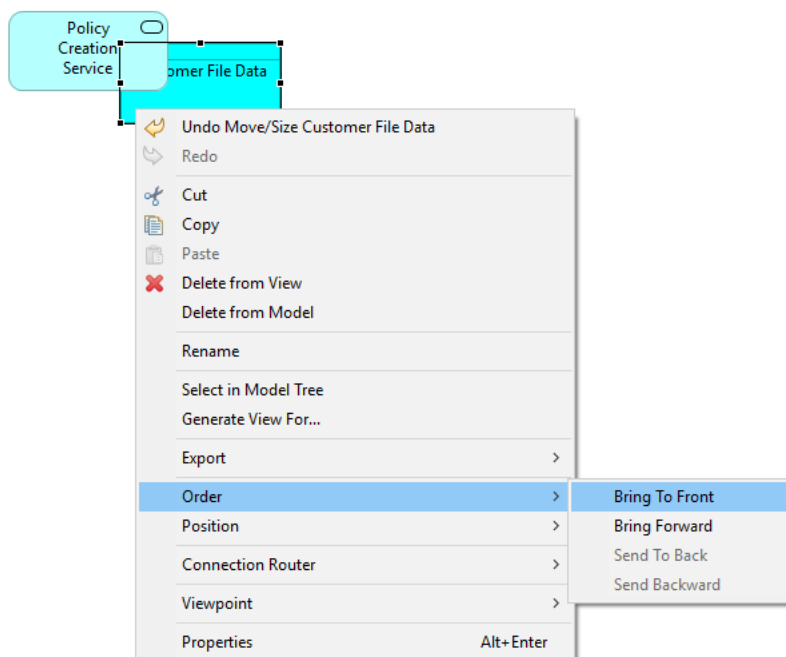 Policy
Creation
Service
omer File Data
Undo Move/Size Customer File Data
Redo
Cut
Copy
Paste
Delete from View
Delete from Model
Rename
Select in Model Tree
Generate View For...
Export
Order
Bring To Front
Position
Bring Forward
Send To Back
Connection Router
Send Backward
Viewpoint
Properties Alt+Enter